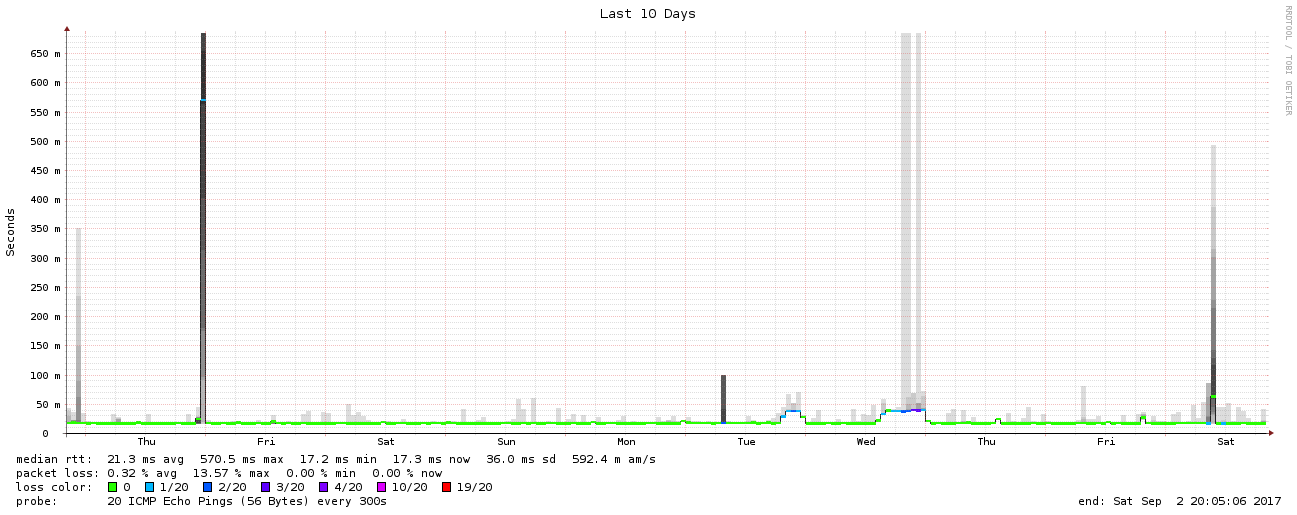 Last 10 Days
RRDTOOL / TOBI OETIKER
Seconds
650 m
600 m
550 m
500 m
450 m
400 m
350 m
300 m
250 m
200 m
150 m
100 m
50 m
0
Thu Fri Sat Sun Mon Tue Wed Thu Fri Sat
median rtt: 21.3 ms avg 570.5 ms max 17.2 ms min 17.3 ms now 36.0 ms sd 592.4 m am/s
packet loss: 0.32 % avg 13.57 % max 0.00 % min 0.00 % now
loss color: 0 1/20 2/20 3/20 4/20 10/20 19/20
probe: 20 ICMP Echo Pings (56 Bytes) every 300s end: Sat Sep 2 20:05:06 2017